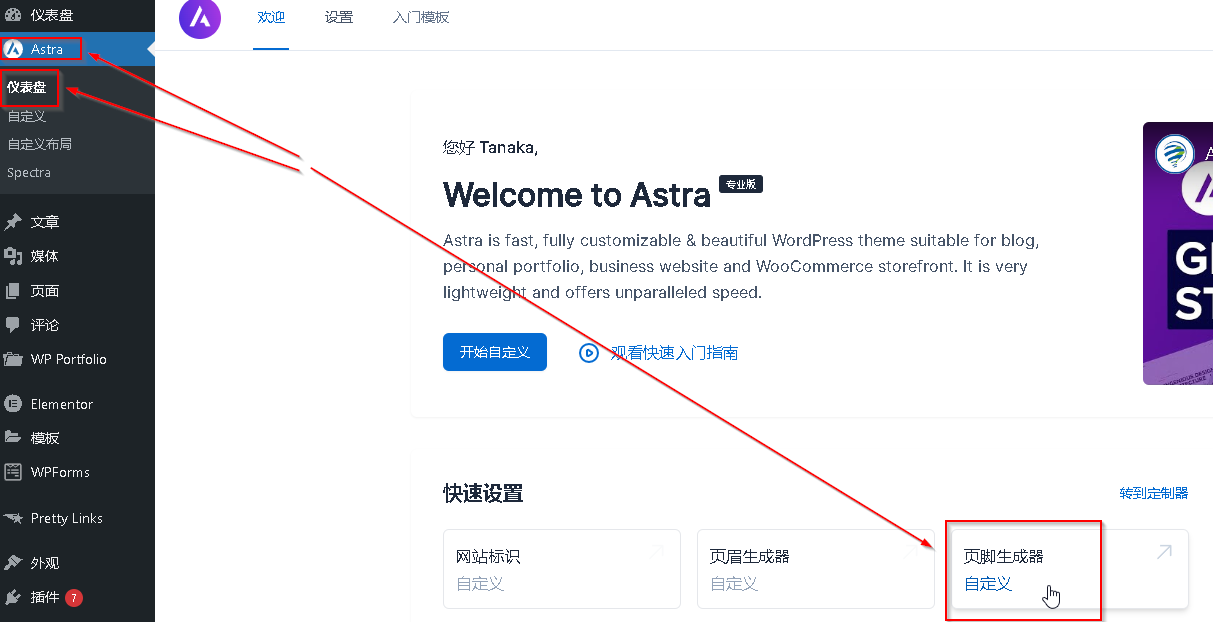 仪表盘
Astra
仪表盘
自定义
自定义布局
Spectra
文章
媒体
页面
评论
WP Portfolio
Elementor
模板
WPForms
Pretty Links
外观
插件 7
欢迎 设置 入门模板
您好 Tanaka,
Welcome to Astra 专业版
Astra is fast, fully customizable & beautiful WordPress theme suitable for blog,
personal portfolio, business website and WooCommerce storefront. It is very
lightweight and offers unparalleled speed.
开始自定义 观看快速入门指南
快速设置 转到定制器
网站标识
自定义
页眉生成器
自定义
页脚生成器
自定义